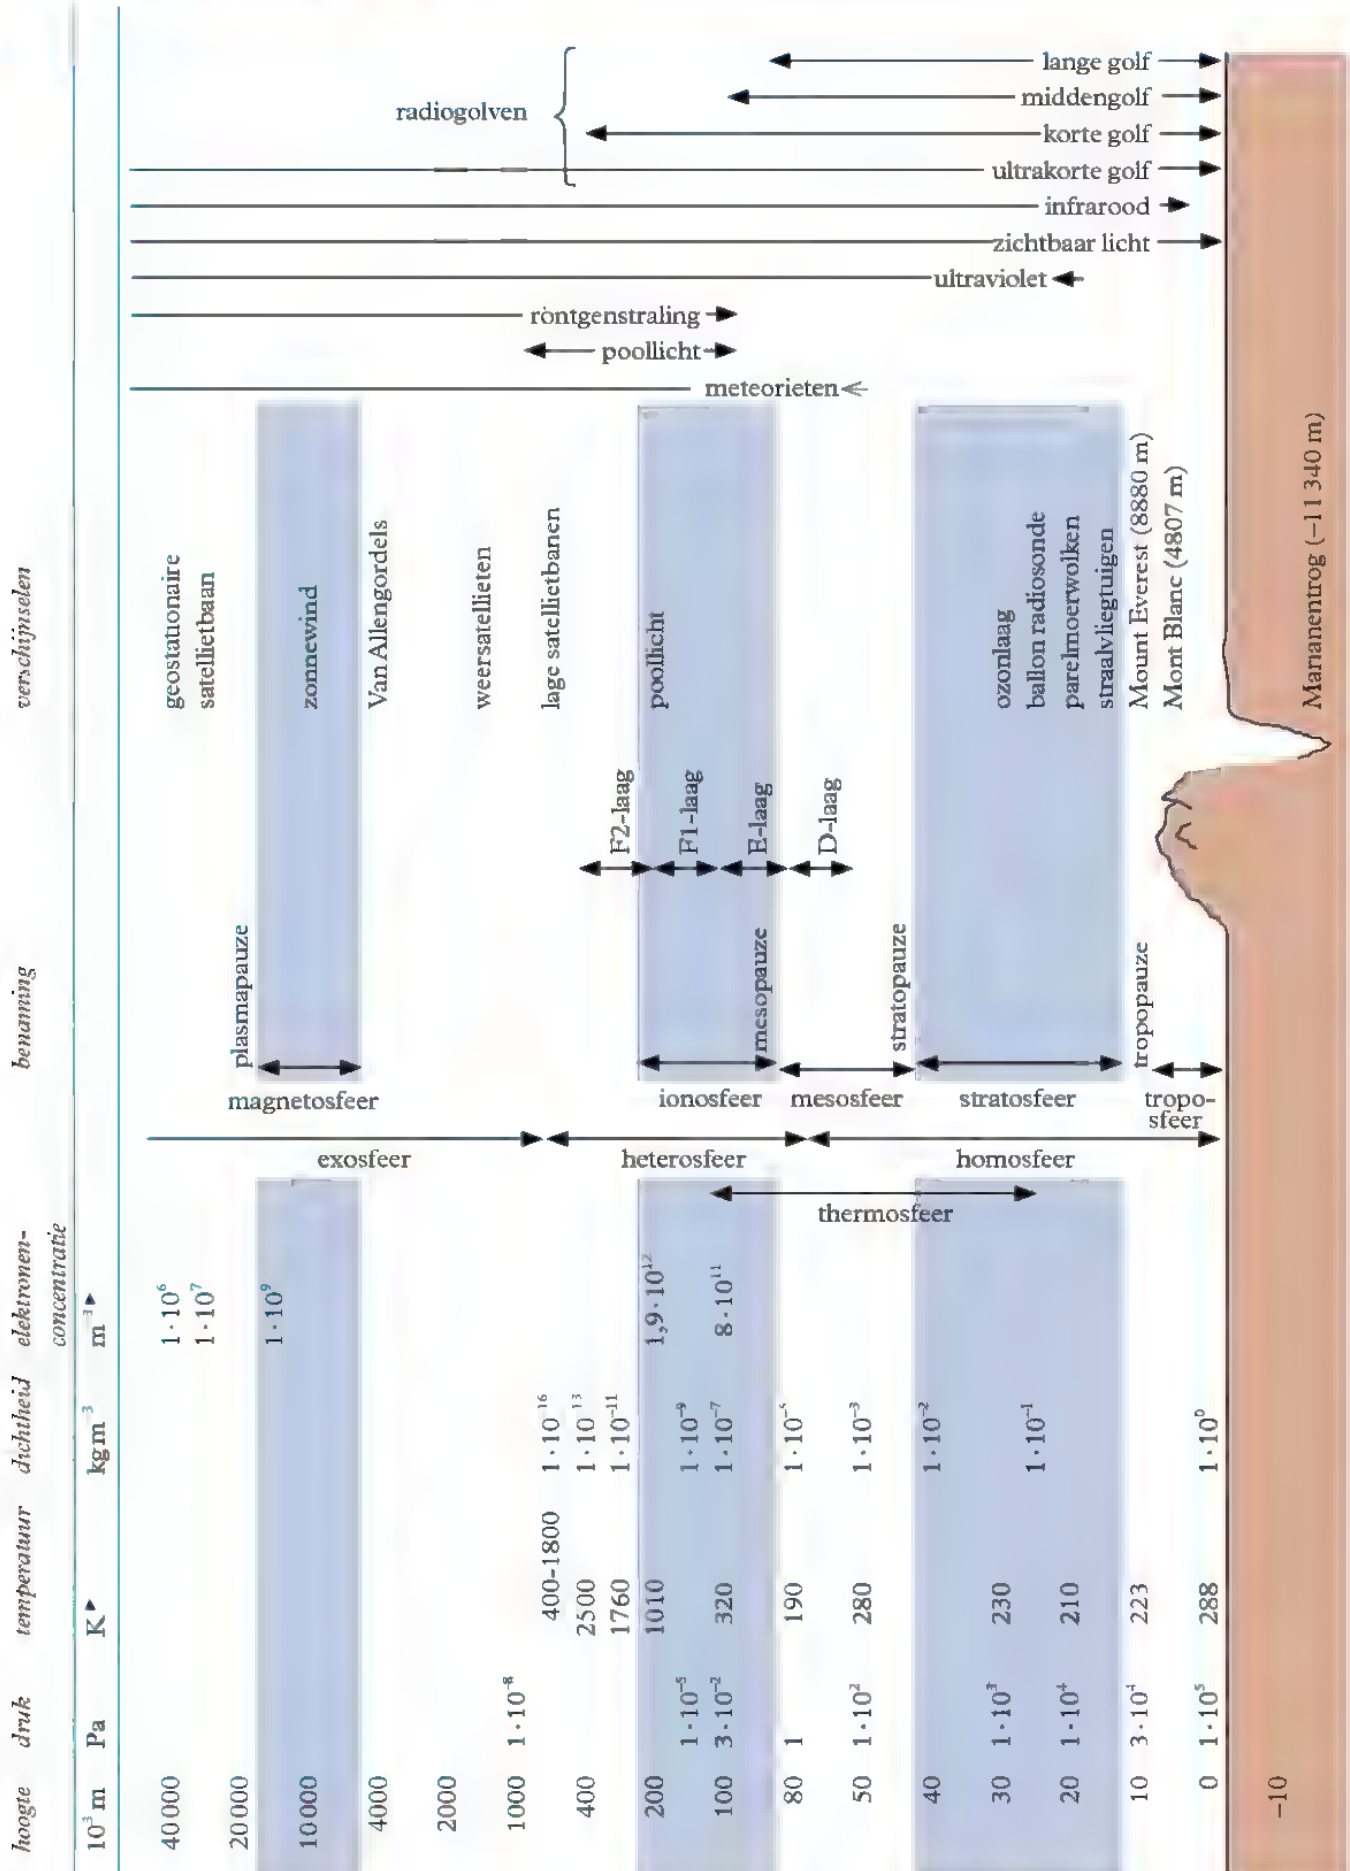 hoogte druk temperatuur dichtheid elektronen-concentratie benaming verschijnselen
10³ m Pa K▸ kg m⁻³ m⁻³▸
40 000 1·10⁶ geostationaire
1·10⁷ satellietbaan
20 000 plasmapauze
1·10⁹
10 000 zonnewind
4000 Van Allengordels
2000
weersatellieten
1000 1·10⁻⁸
400-1800 1·10⁻¹⁶ lage satellietbanen
400 2500 1·10⁻¹³
1760 1·10⁻¹¹ F2-laag
200 1010 1,9·10¹² poollicht
1·10⁻⁵ 1·10⁻⁹ F1-laag
100 3·10⁻² 320 1·10⁻⁷ 8·10¹¹
mesopauze E-laag
80 1 190 1·10⁻⁵
D-laag
50 1·10² 280 1·10⁻³
stratopauze
40 1·10⁻²
30 1·10³ 230 ozonlaag
1·10⁻¹ ballon radiosonde
20 1·10⁴ 210 parelmoerwolken
straalvliegtuigen
10 3·10⁴ 223 tropopauze Mount Everest (8880 m)
Mont Blanc (4807 m)
0 1·10⁵ 288 1·10⁰
−10 Marianentrog (−11 340 m)
magnetosfeer
ionosfeer
mesosfeer
stratosfeer
tropo-
sfeer
exosfeer
heterosfeer
homosfeer
thermosfeer
radiogolven
lange golf
middengolf
korte golf
ultrakorte golf
infrarood
zichtbaar licht
ultraviolet
röntgenstraling
poollicht
meteorieten